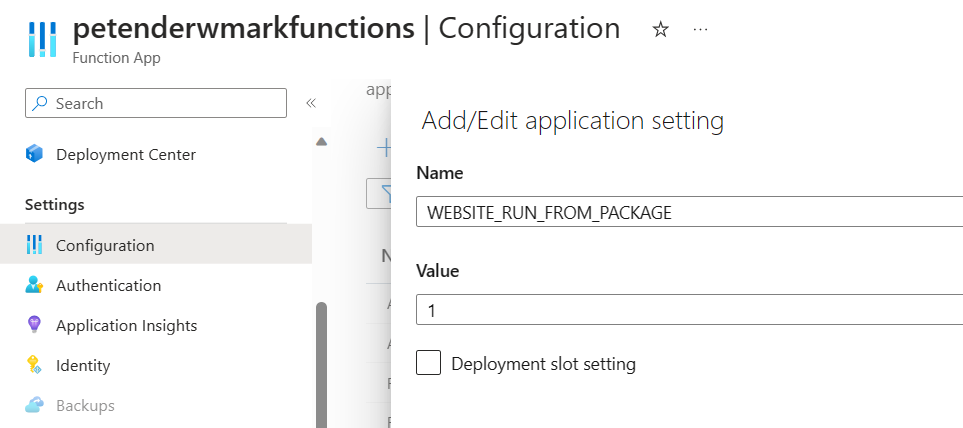 petenderwmarkfunctions | Configuration
Function App
Search
Deployment Center
Settings
Configuration
Authentication
Application Insights
Identity
Backups
app
Add/Edit application setting
Name
WEBSITE_RUN_FROM_PACKAGE
Value
1
Deployment slot setting